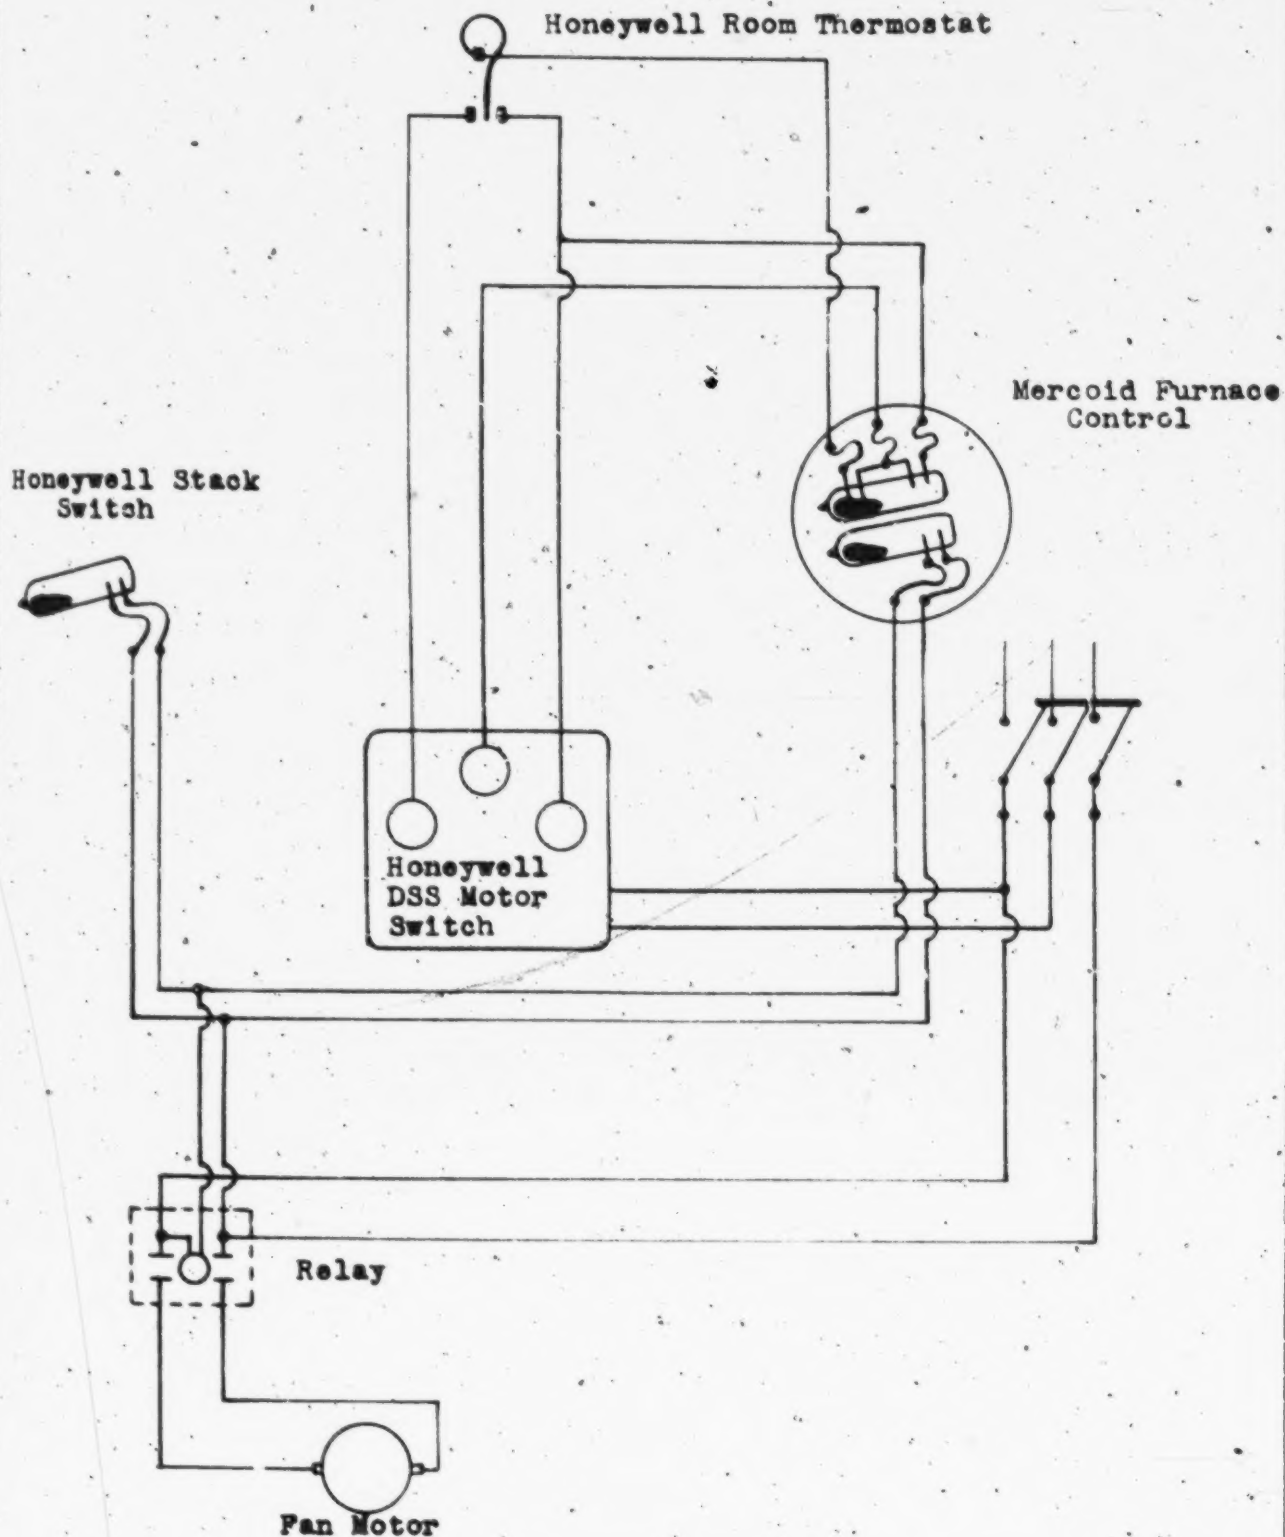 Honeywell Room Thermostat
Mercoid Furnace
Control
Honeywell Stack
Switch
Honeywell
DSS Motor
Switch
Relay
Fan Motor